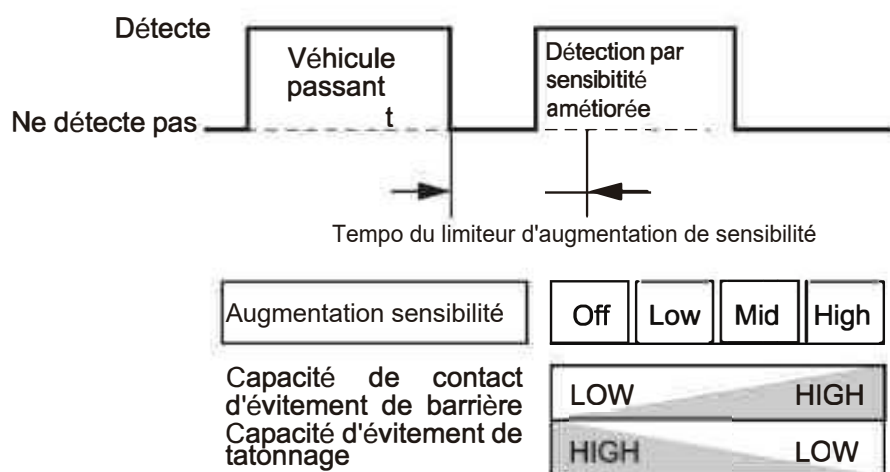 Détecte
Véhicule
passant
t
Détection par
sensibitité
amétiorée
Ne détecte pas
Tempo du limiteur d'augmentation de sensibilité
Augmentation sensibilité
Off Low Mid High
Capacité de contact
d'évitement de barrière
LOW HIGH
Capacité d'évitement de
tatonnage
HIGH LOW